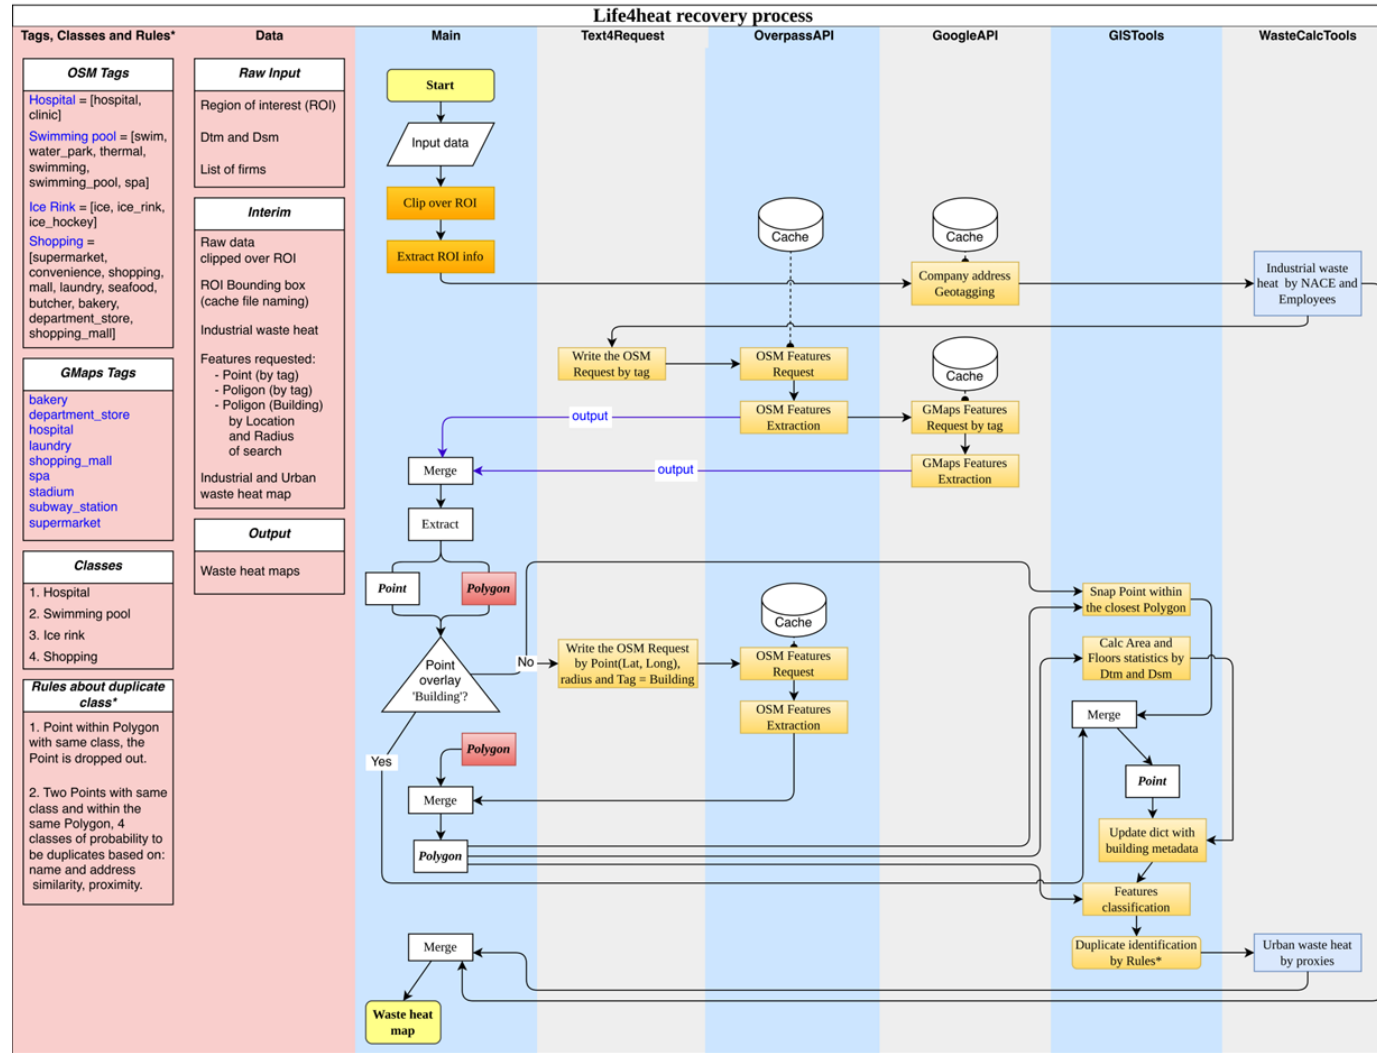 Life4heat recovery process
Tags, Classes and Rules*
Data
Main
Text4Request
OverpassAPI
GoogleAPI
GISTools
WasteCalcTools
OSM Tags
Hospital = [hospital,
clinic]
Swimming pool = [swim,
water_park, thermal,
swimming,
swimming_pool, spa]
Ice Rink = [ice, ice_rink,
ice_hockey]
Shopping =
[supermarket,
convenience, shopping,
mall, laundry, seafood,
butcher, bakery,
department_store,
shopping_mall]
GMaps Tags
bakery
department_store
hospital
laundry
shopping_mall
spa
stadium
subway_station
supermarket
Classes
1. Hospital
2. Swimming pool
3. Ice rink
4. Shopping
Rules about duplicate
class*
1. Point within Polygon
with same class, the
Point is dropped out.
2. Two Points with same
class and within the
same Polygon, 4
classes of probability to
be duplicates based on:
name and address
similarity, proximity.
Raw Input
Region of interest (ROI)
Dtm and Dsm
List of firms
Interim
Raw data
clipped over ROI
ROI Bounding box
(cache file naming)
Industrial waste heat
Features requested:
- Point (by tag)
- Poligon (by tag)
- Poligon (Building)
by Location
and Radius
of search
Industrial and Urban
waste heat map
Output
Waste heat maps
Start
Input data
Clip over ROI
Extract ROI info
Cache
Cache
Company address
Geotagging
Industrial waste
heat by NACE and
Employees
Write the OSM
Request by tag
OSM Features
Request
Cache
OSM Features
Extraction
GMaps Features
Request by tag
output
Merge
output
GMaps Features
Extraction
Extract
Point
Polygon
Snap Point within
the closest Polygon
Cache
Point
overlay
'Building'?
No
Write the OSM Request
by Point(Lat, Long),
radius and Tag = Building
OSM Features
Request
Calc Area and
Floors statistics by
Dtm and Dsm
OSM Features
Extraction
Merge
Yes
Polygon
Point
Merge
Update dict with
building metadata
Polygon
Features
classification
Merge
Duplicate identification
by Rules*
Urban waste heat
by proxies
Waste heat
map